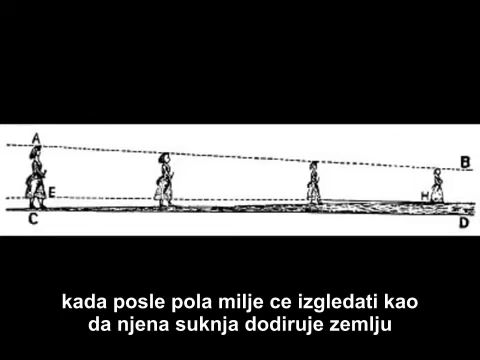 A
B
E
H
C
D
kada posle pola milje ce izgledati kao
da njena suknja dodiruje zemlju